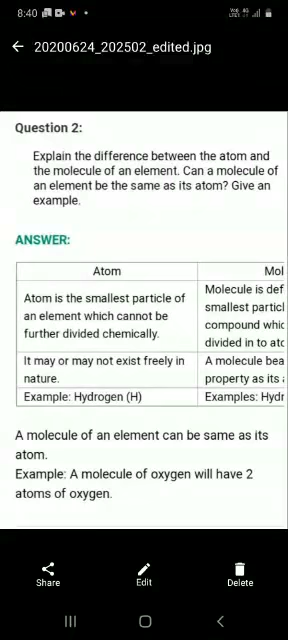 8:40
20200624_202502_edited.jpg
Question 2:
Explain the difference between the atom and
the molecule of an element. Can a molecule of
an element be the same as its atom? Give an
example.
ANSWER:
Atom
Mol
Atom is the smallest particle of
an element which cannot be
further divided chemically.
Molecule is def
smallest particl
compound whic
divided in to ato
It may or may not exist freely in
nature.
A molecule bea
property as its a
Example: Hydrogen (H)
Examples: Hydr
A molecule of an element can be same as its
atom.
Example: A molecule of oxygen will have 2
atoms of oxygen.
Share
Edit
Delete